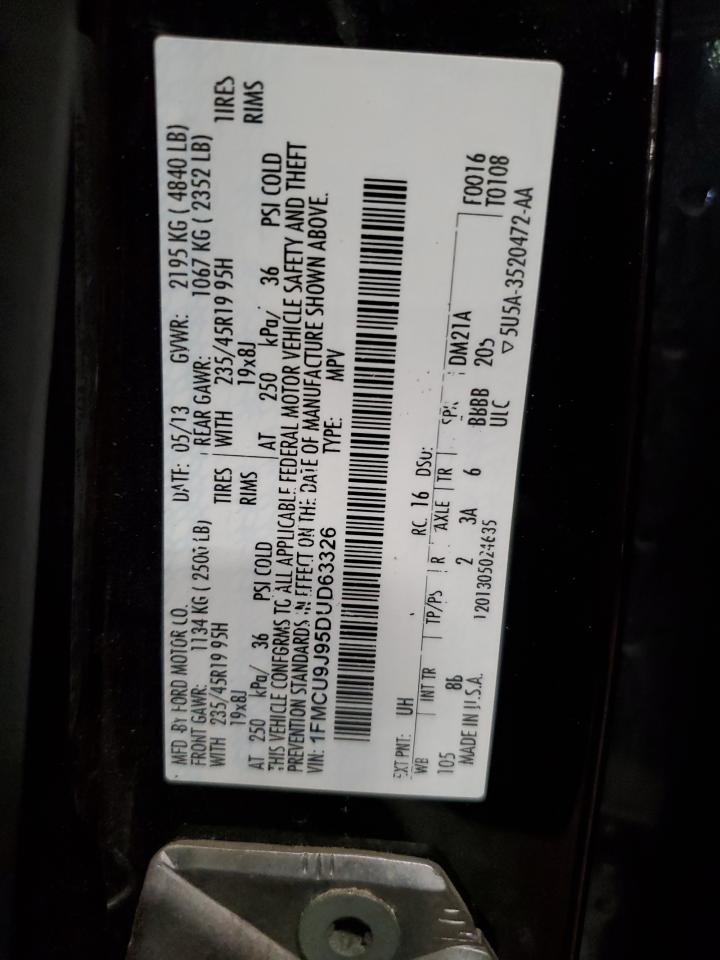 MFD. BY FORD MOTOR CO.
DATE: 05/13 GVWR: 2195 KG ( 4840 LB)
FRONT GAWR: 1134 KG ( 2500 LB) REAR GAWR: 1067 KG ( 2352 LB)
WITH 235/45R19 95H TIRES WITH 235/45R19 95H TIRES
19x8J RIMS 19x8J RIMS
AT 250 kPa/ 36 PSI COLD AT 250 kPa/ 36 PSI COLD
THIS VEHICLE CONFORMS TO ALL APPLICABLE FEDERAL MOTOR VEHICLE SAFETY AND THEFT
PREVENTION STANDARDS IN EFFECT ON THE DATE OF MANUFACTURE SHOWN ABOVE.
VIN: 1FMCU9J95DUD63326 TYPE: MPV
EXT PNT: UH RC: 16 DSO: F0016
WB INT TR TP/PS R AXLE TR SPR DM21A T0108
105 8B 2 3A 6 BBBB 205
MADE IN U.S.A. 1201305024635 ULC ▽5U5A-3520472-AA